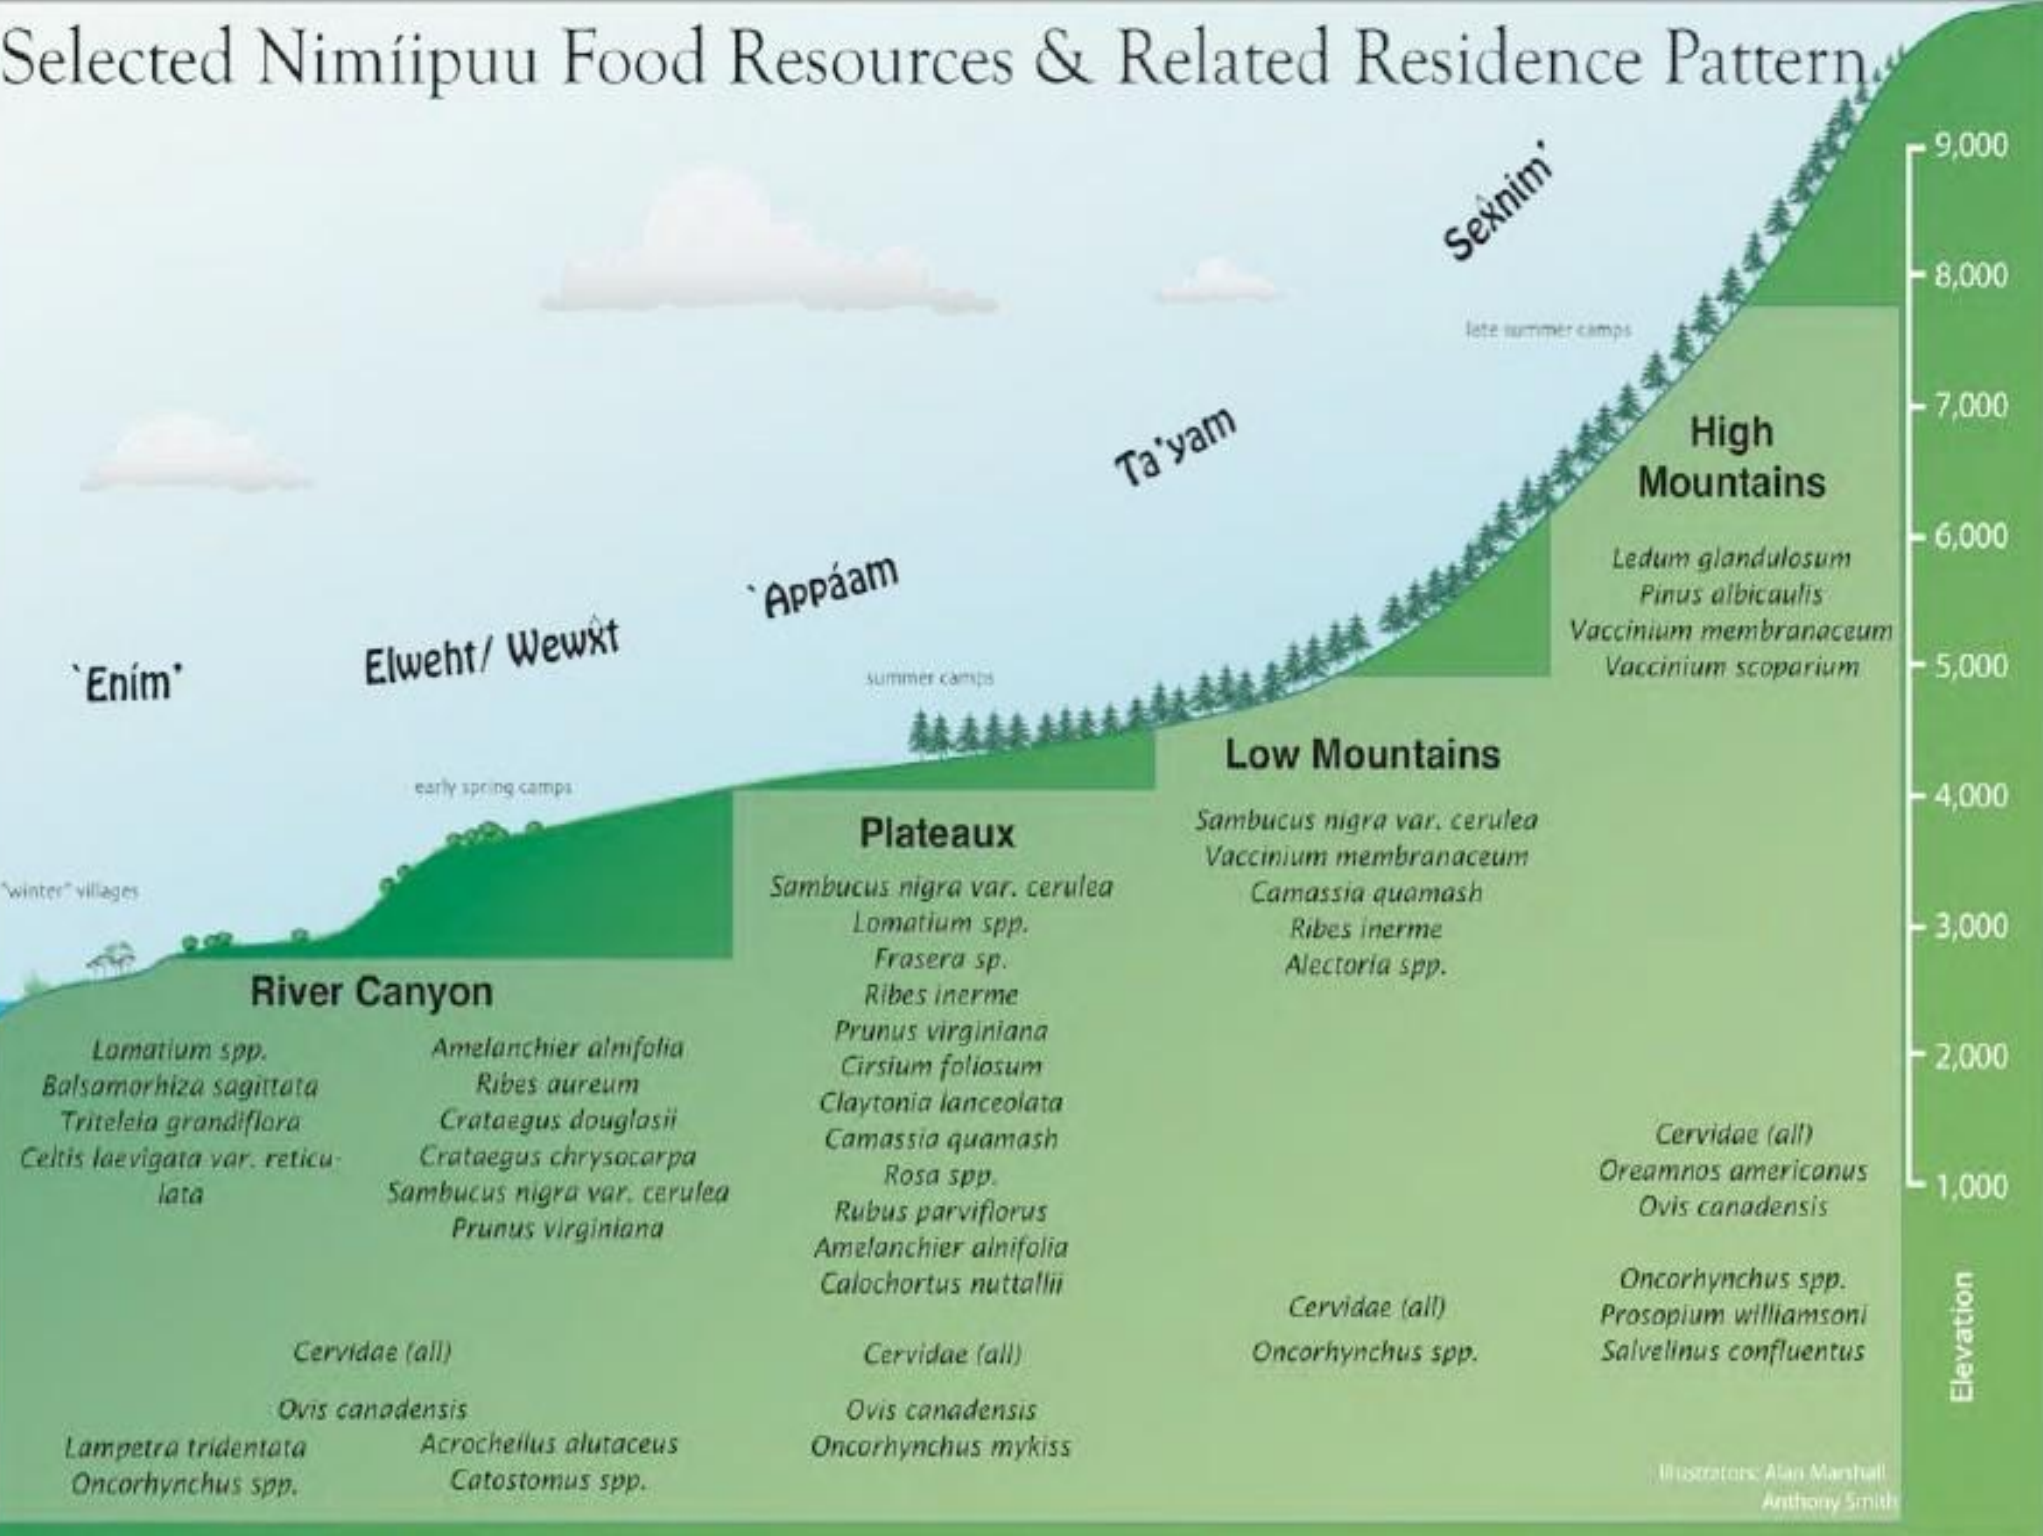 Selected Nimíipuu Food Resources & Related Residence Pattern
Sex̂nim'
late summer camps
Ta'yam
`Appáam
summer camps
Elweht/ Wewx̂t
early spring camps
`Ením'
"winter" villages
River Canyon
Lomatium spp.
Balsamorhiza sagittata
Triteleia grandiflora
Celtis laevigata var. reticu-
lata
Amelanchier alnifolia
Ribes aureum
Crataegus douglasii
Crataegus chrysocarpa
Sambucus nigra var. cerulea
Prunus virginiana
Cervidae (all)
Ovis canadensis
Lampetra tridentata
Oncorhynchus spp.
Acrocheilus alutaceus
Catostomus spp.
Plateaux
Sambucus nigra var. cerulea
Lomatium spp.
Frasera sp.
Ribes inerme
Prunus virginiana
Cirsium foliosum
Claytonia lanceolata
Camassia quamash
Rosa spp.
Rubus parviflorus
Amelanchier alnifolia
Calochortus nuttallii
Cervidae (all)
Ovis canadensis
Oncorhynchus mykiss
Low Mountains
Sambucus nigra var. cerulea
Vaccinium membranaceum
Camassia quamash
Ribes inerme
Alectoria spp.
Cervidae (all)
Oncorhynchus spp.
High
Mountains
Ledum glandulosum
Pinus albicaulis
Vaccinium membranaceum
Vaccinium scoparium
Cervidae (all)
Oreamnos americanus
Ovis canadensis
Oncorhynchus spp.
Prosopium williamsoni
Salvelinus confluentus
9,000
8,000
7,000
6,000
5,000
4,000
3,000
2,000
1,000
Elevation
Illustrators: Alan Marshall
Anthony Smith